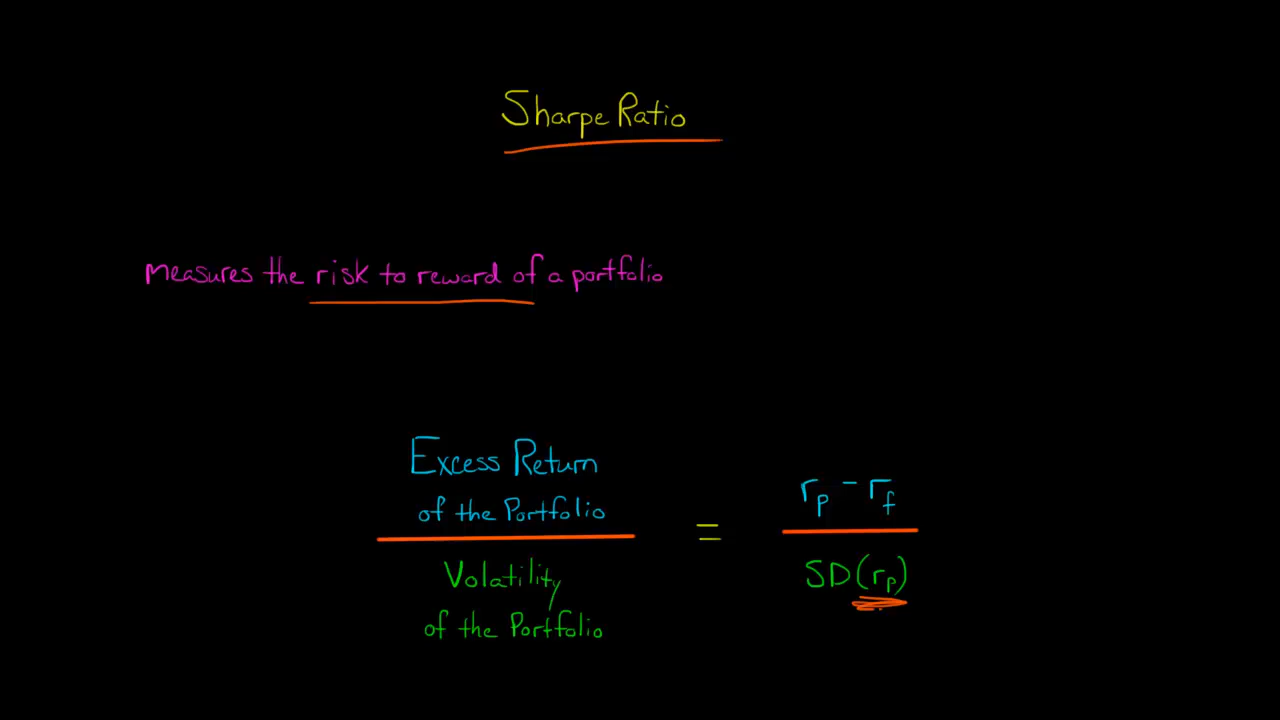 Sharpe Ratio
Measures the risk to reward of a portfolio
Excess Return
of the Portfolio
Volatility
of the Portfolio
=
rp - rf
SD(rp)